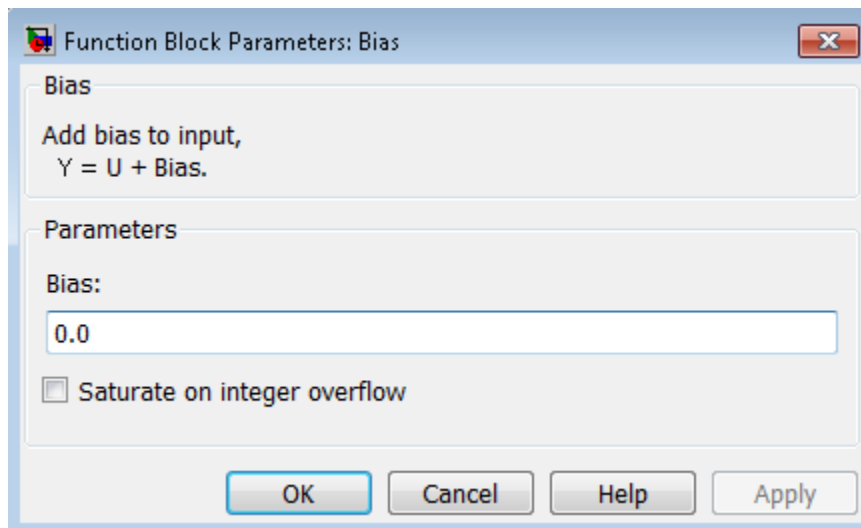 Function Block Parameters: Bias
Bias
Add bias to input,
Y = U + Bias.
Parameters
Bias:
0.0
Saturate on integer overflow
OK Cancel Help Apply